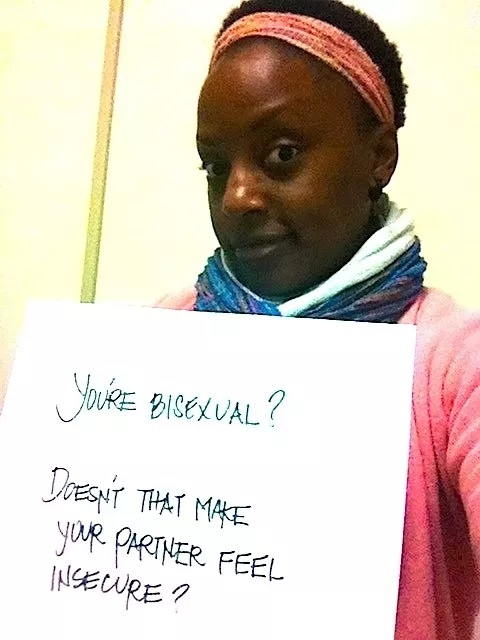 YOU'RE BISEXUAL?
DOESN'T THAT MAKE
YOUR PARTNER FEEL
INSECURE?